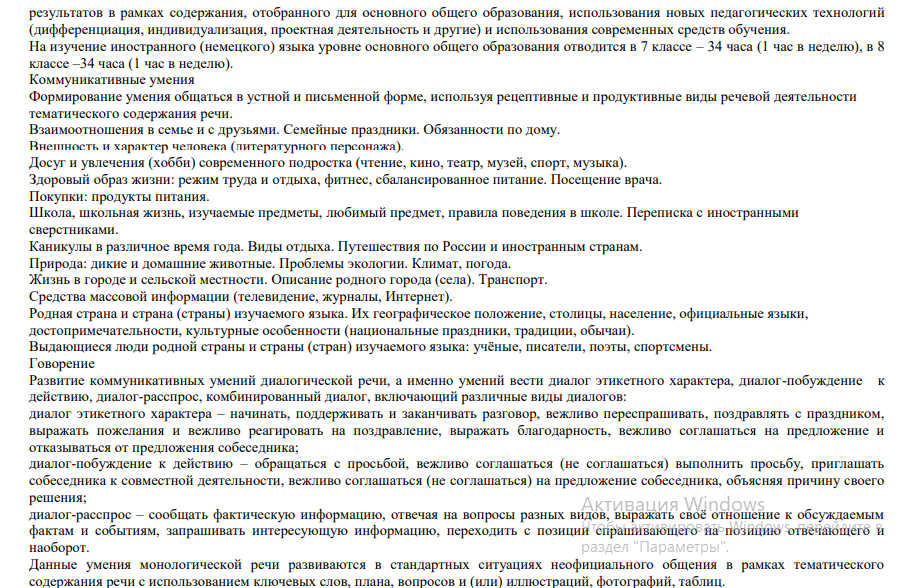 результатов в рамках содержания, отобранного для основного общего образования, использования новых педагогических технологий
(дифференциация, индивидуализация, проектная деятельность и другие) и использования современных средств обучения.
На изучение иностранного (немецкого) языка уровне основного общего образования отводится в 7 классе – 34 часа (1 час в неделю), в 8
классе –34 часа (1 час в неделю).
Коммуникативные умения
Формирование умения общаться в устной и письменной форме, используя рецептивные и продуктивные виды речевой деятельности
тематического содержания речи.
Взаимоотношения в семье и с друзьями. Семейные праздники. Обязанности по дому.
Внешность и характер человека (литературного персонажа).
Досуг и увлечения (хобби) современного подростка (чтение, кино, театр, музей, спорт, музыка).
Здоровый образ жизни: режим труда и отдыха, фитнес, сбалансированное питание. Посещение врача.
Покупки: продукты питания.
Школа, школьная жизнь, изучаемые предметы, любимый предмет, правила поведения в школе. Переписка с иностранными
сверстниками.
Каникулы в различное время года. Виды отдыха. Путешествия по России и иностранным странам.
Природа: дикие и домашние животные. Проблемы экологии. Климат, погода.
Жизнь в городе и сельской местности. Описание родного города (села). Транспорт.
Средства массовой информации (телевидение, журналы, Интернет).
Родная страна и страна (страны) изучаемого языка. Их географическое положение, столицы, население, официальные языки,
достопримечательности, культурные особенности (национальные праздники, традиции, обычаи).
Выдающиеся люди родной страны и страны (стран) изучаемого языка: учёные, писатели, поэты, спортсмены.
Говорение
Развитие коммуникативных умений диалогической речи, а именно умений вести диалог этикетного характера, диалог-побуждение к
действию, диалог-расспрос, комбинированный диалог, включающий различные виды диалогов:
диалог этикетного характера – начинать, поддерживать и заканчивать разговор, вежливо переспрашивать, поздравлять с праздником,
выражать пожелания и вежливо реагировать на поздравление, выражать благодарность, вежливо соглашаться на предложение и
отказываться от предложения собеседника;
диалог-побуждение к действию – обращаться с просьбой, вежливо соглашаться (не соглашаться) выполнить просьбу, приглашать
собеседника к совместной деятельности, вежливо соглашаться (не соглашаться) на предложение собеседника, объясняя причину своего
решения;
Активация Windows
диалог-расспрос – сообщать фактическую информацию, отвечая на вопросы разных видов, выражать своё отношение к обсуждаемым
Чтобы активировать Windows, перейдите в
фактам и событиям, запрашивать интересующую информацию, переходить с позиции спрашивающего на позицию отвечающего и
наоборот.
раздел "Параметры".
Данные умения монологической речи развиваются в стандартных ситуациях неофициального общения в рамках тематического
содержания речи с использованием ключевых слов, плана, вопросов и (или) иллюстраций, фотографий, таблиц.